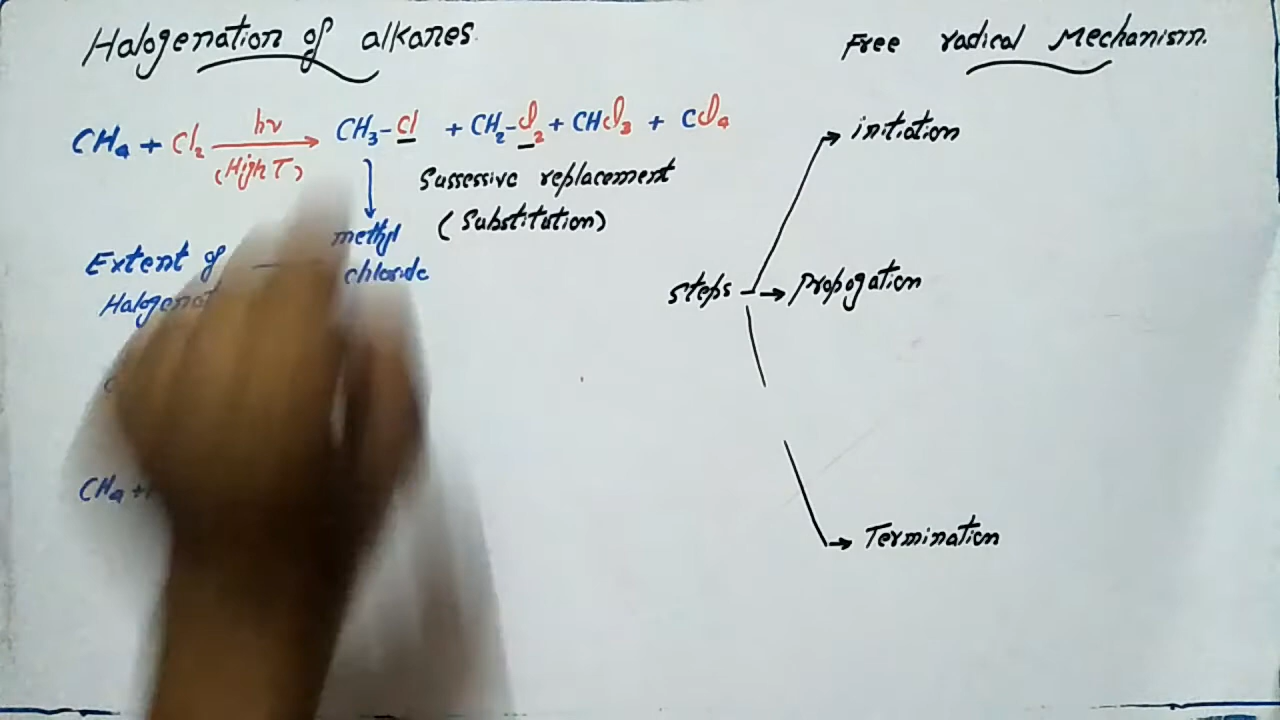 Halogenation of alkanes
CH4 + Cl2 hν (High T) → CH3-Cl + CH2-Cl2 + CHCl3 + CCl4
Sussessive replacement
(Substitution)
methyl
chloride
Extent of
CH4 +
Free radical Mechanism.
initiation
steps → Propogation
Termination